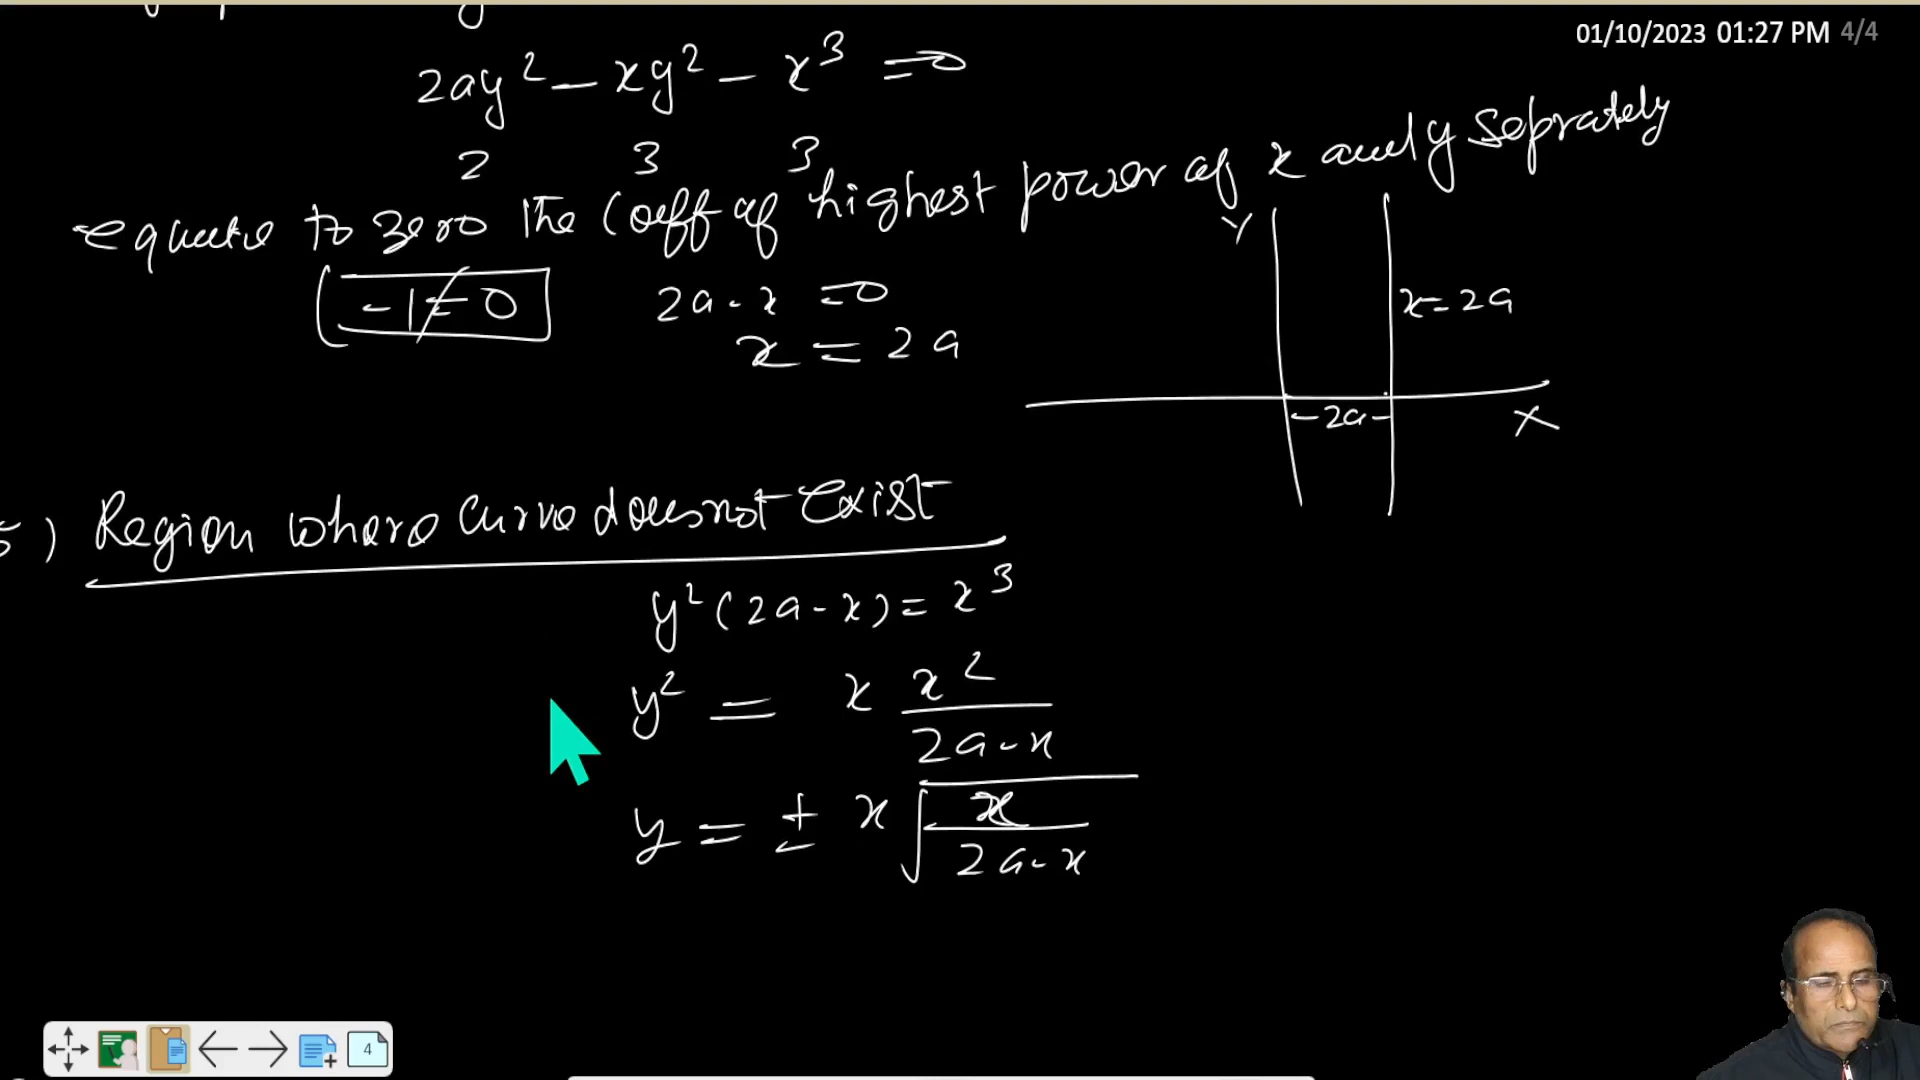 01/10/2023 01:27 PM 4/4
2ay² - xy² - x³ = 0
2 3 3
equate to zero the Coeff of highest power of x and y seprately
-1 ≠ 0 2a - x = 0
x = 2a
Y
x = 2a
2a
X
5) Region where Curve does not Exist
y² (2a - x) = x³
y² = x x²/(2a - x)
y = ± x √(x/(2a - x))
4